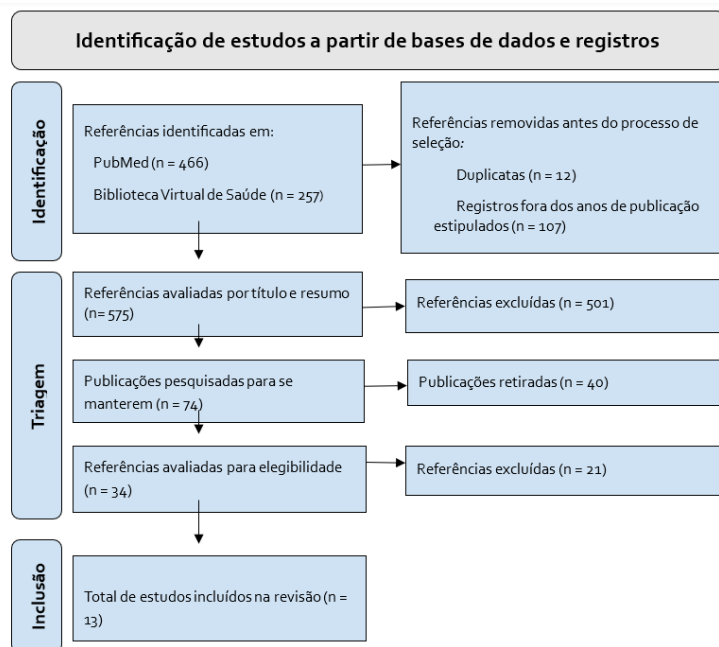 Identificação de estudos a partir de bases de dados e registros
Identificação
Referências identificadas em:
PubMed (n = 466)
Biblioteca Virtual de Saúde (n = 257)
Referências removidas antes do processo de
seleção:
Duplicatas (n = 12)
Registros fora dos anos de publicação
estipulados (n = 107)
Triagem
Referências avaliadas por título e resumo
(n= 575)
Referências excluídas (n = 501)
Publicações pesquisadas para se
manterem (n = 74)
Publicações retiradas (n = 40)
Referências avaliadas para elegibilidade
(n = 34)
Referências excluídas (n = 21)
Inclusão
Total de estudos incluídos na revisão (n =
13)